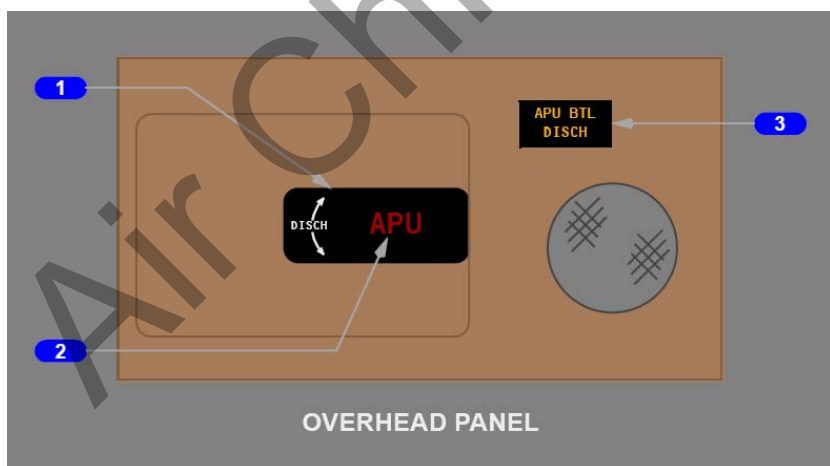 1
APU BTL
DISCH
3
DISCH
APU
2
OVERHEAD PANEL
Air Ch